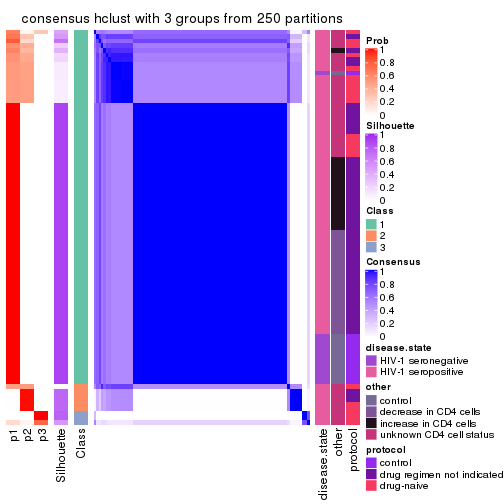 consensus hclust with 3 groups from 250 partitions
Prob
1
0.8
0.6
0.4
0.2
0
Silhouette
1
0.8
0.6
0.4
0.2
0
Class
1
2
3
Consensus
1
0.8
0.6
0.4
0.2
0
disease.state
HIV-1 seronegative
HIV-1 seropositive
other
control
decrease in CD4 cells
increase in CD4 cells
unknown CD4 cell status
protocol
control
drug regimen not indicated
drug-naive
p1
p2
p3
Silhouette
Class
disease.state
other
protocol